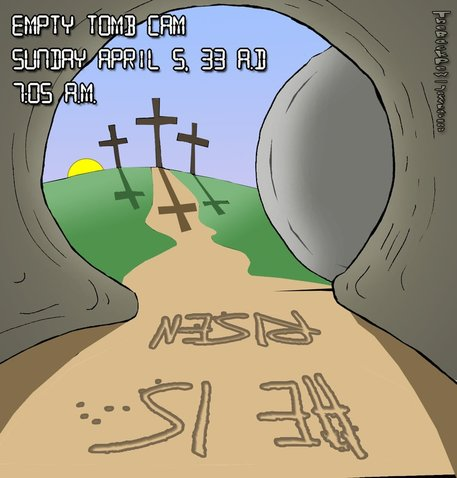 EMPTY TOMB CAM
SUNDAY APRIL 5, 33 A.D
7:05 A.M.
HE IS...
RISEN